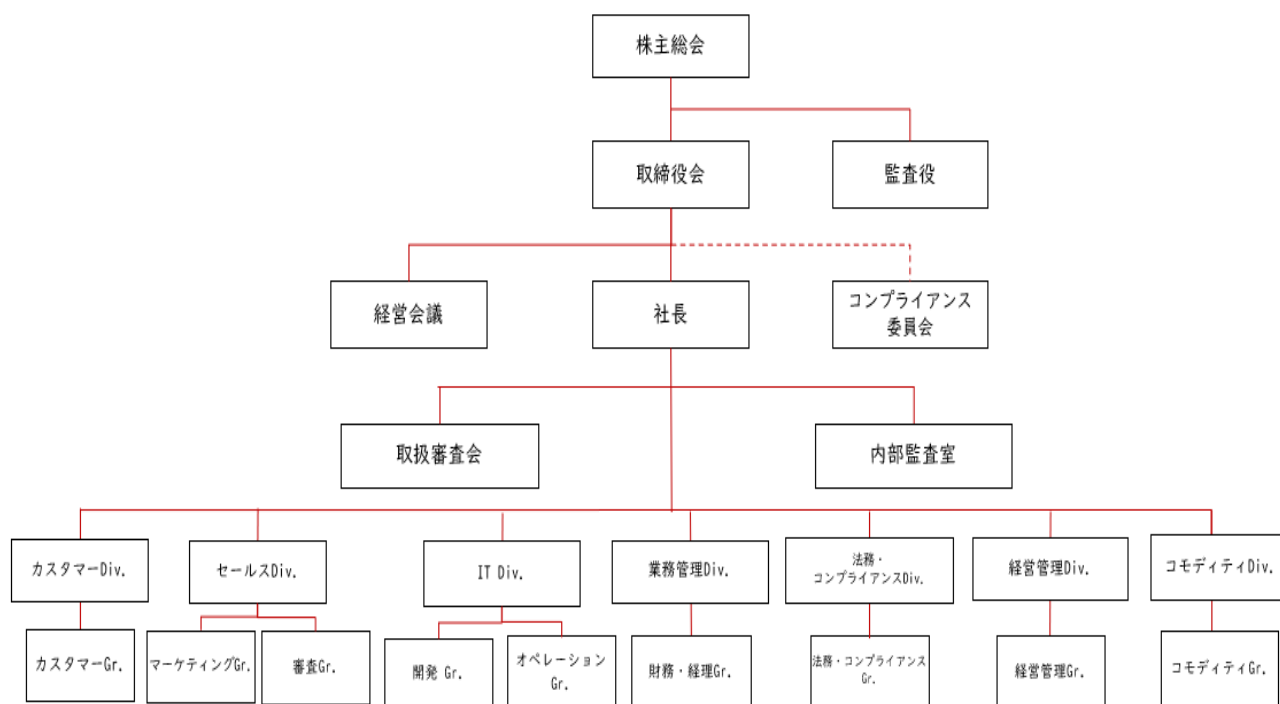 株主総会
取締役会
監査役
経営会議
社長
コンプライアンス
委員会
取扱審査会
内部監査室
カスタマーDiv.
セールスDiv.
IT Div.
業務管理Div.
法務・
コンプライアンスDiv.
経営管理Div.
コモディティDiv.
カスタマーGr.
マーケティングGr.
審査Gr.
開発 Gr.
オペレーション
Gr.
財務・経理Gr.
法務・コンプライアンス
Gr.
経営管理Gr.
コモディティGr.